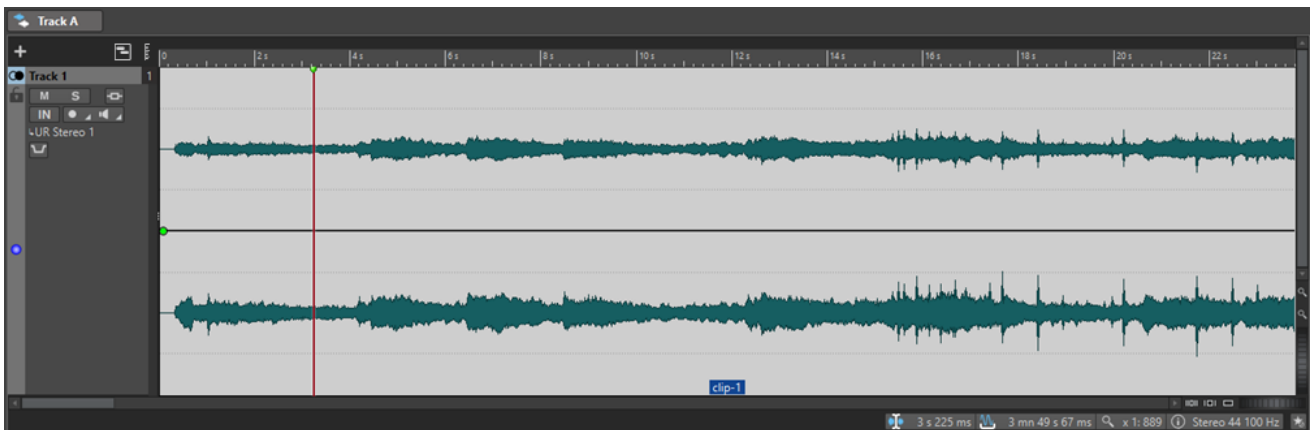 Track A
0 2 s 4 s 6 s 8 s 10 s 12 s 14 s 16 s 18 s 20 s 22 s
Track 1 1
M S
IN
UR Stereo 1
clip-1
3 s 225 ms 3 mn 49 s 67 ms x 1: 889 Stereo 44 100 Hz